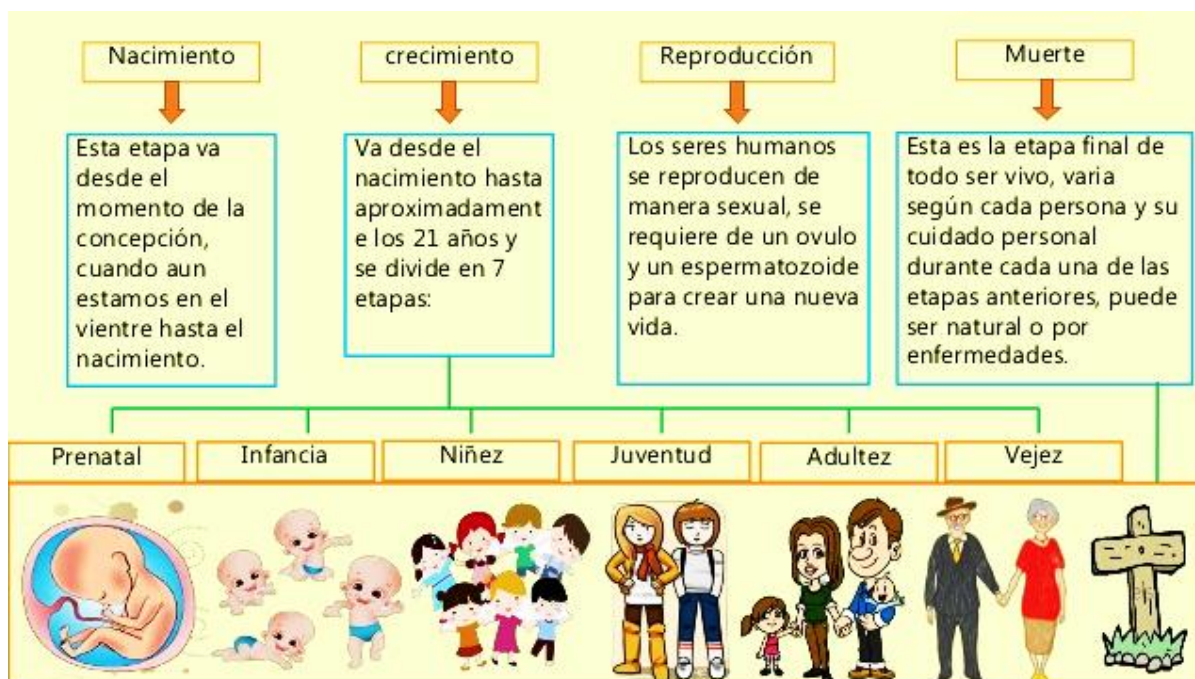 Nacimiento
Esta etapa va
desde el
momento de la
concepción,
cuando aun
estamos en el
vientre hasta el
nacimiento.
crecimiento
Va desde el
nacimiento hasta
aproximadament
e los 21 años y
se divide en 7
etapas:
Reproducción
Los seres humanos
se reproducen de
manera sexual, se
requiere de un ovulo
y un espermatozoide
para crear una nueva
vida.
Muerte
Esta es la etapa final de
todo ser vivo, varia
según cada persona y su
cuidado personal
durante cada una de las
etapas anteriores, puede
ser natural o por
enfermedades.
Prenatal
Infancia
Niñez
Juventud
Adultez
Vejez